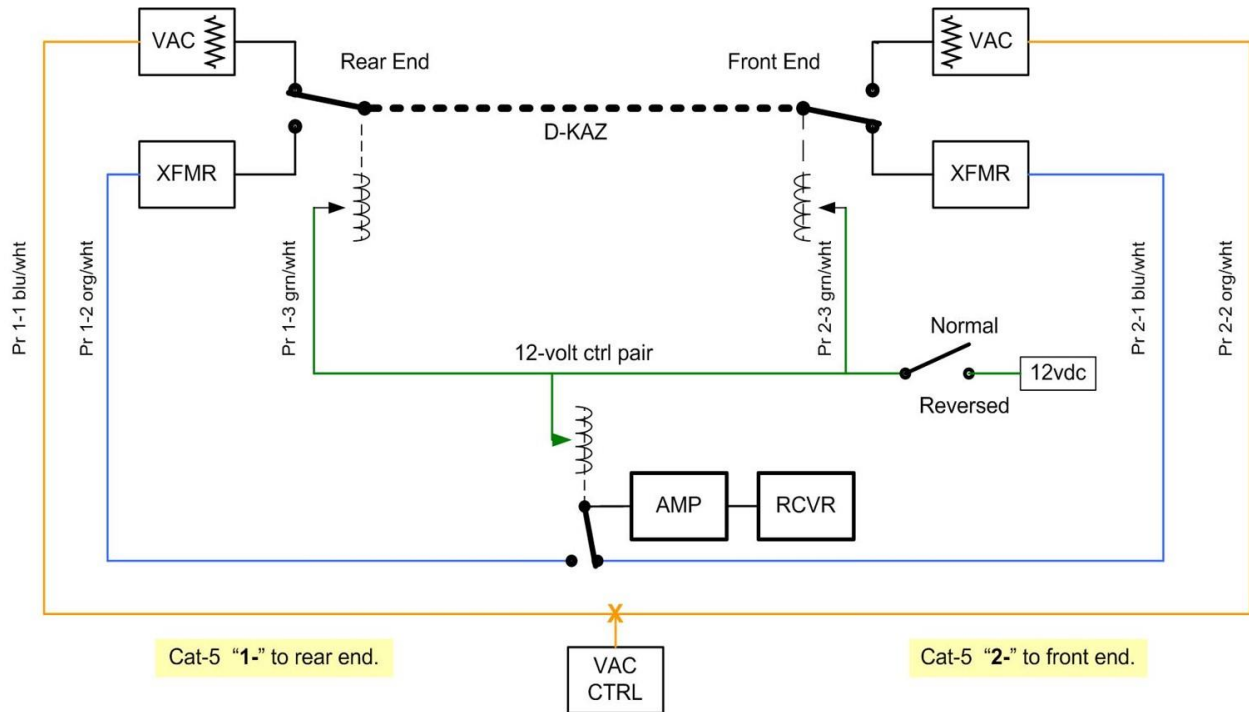 VAC
VAC
Rear End
Front End
D-KAZ
XFMR
XFMR
Pr 1-1 blu/wht
Pr 1-2 org/wht
Pr 1-3 grn/wht
Pr 2-3 grn/wht
Pr 2-1 blu/wht
Pr 2-2 org/wht
Normal
12-volt ctrl pair
12vdc
Reversed
AMP
RCVR
X
Cat-5 "1-" to rear end.
Cat-5 "2-" to front end.
VAC
CTRL